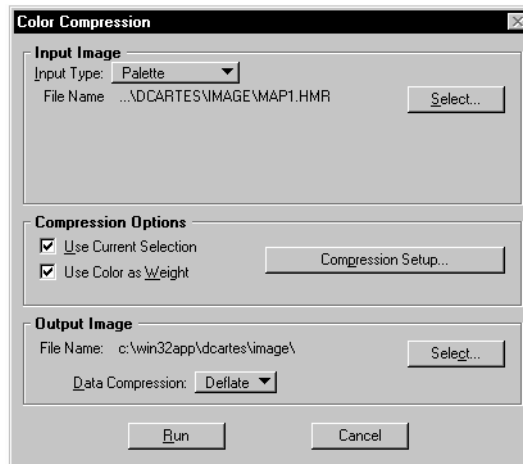 Color Compression
Input Image
Input Type: Palette
File Name ...\DCARTES\IMAGE\MAP1.HMR Select...
Compression Options
Use Current Selection
Compression Setup...
Use Color as Weight
Output Image
File Name: c:\win32app\dcartes\image\ Select...
Data Compression: Deflate
Run Cancel